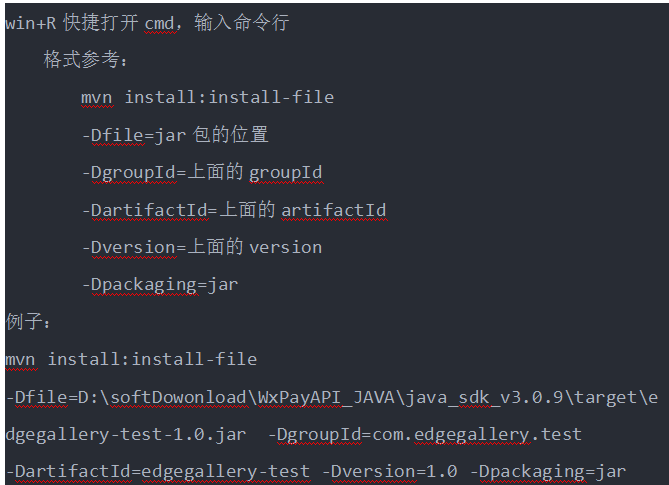 win+R 快捷打开 cmd，输入命令行
格式参考：
mvn install:install-file
-Dfile=jar 包的位置
-DgroupId=上面的 groupId
-DartifactId=上面的 artifactId
-Dversion=上面的 version
-Dpackaging=jar
例子：
mvn install:install-file
-Dfile=D:\softDowonload\WxPayAPI_JAVA\java_sdk_v3.0.9\target\e
dgegallery-test-1.0.jar -DgroupId=com.edgegallery.test
-DartifactId=edgegallery-test -Dversion=1.0 -Dpackaging=jar